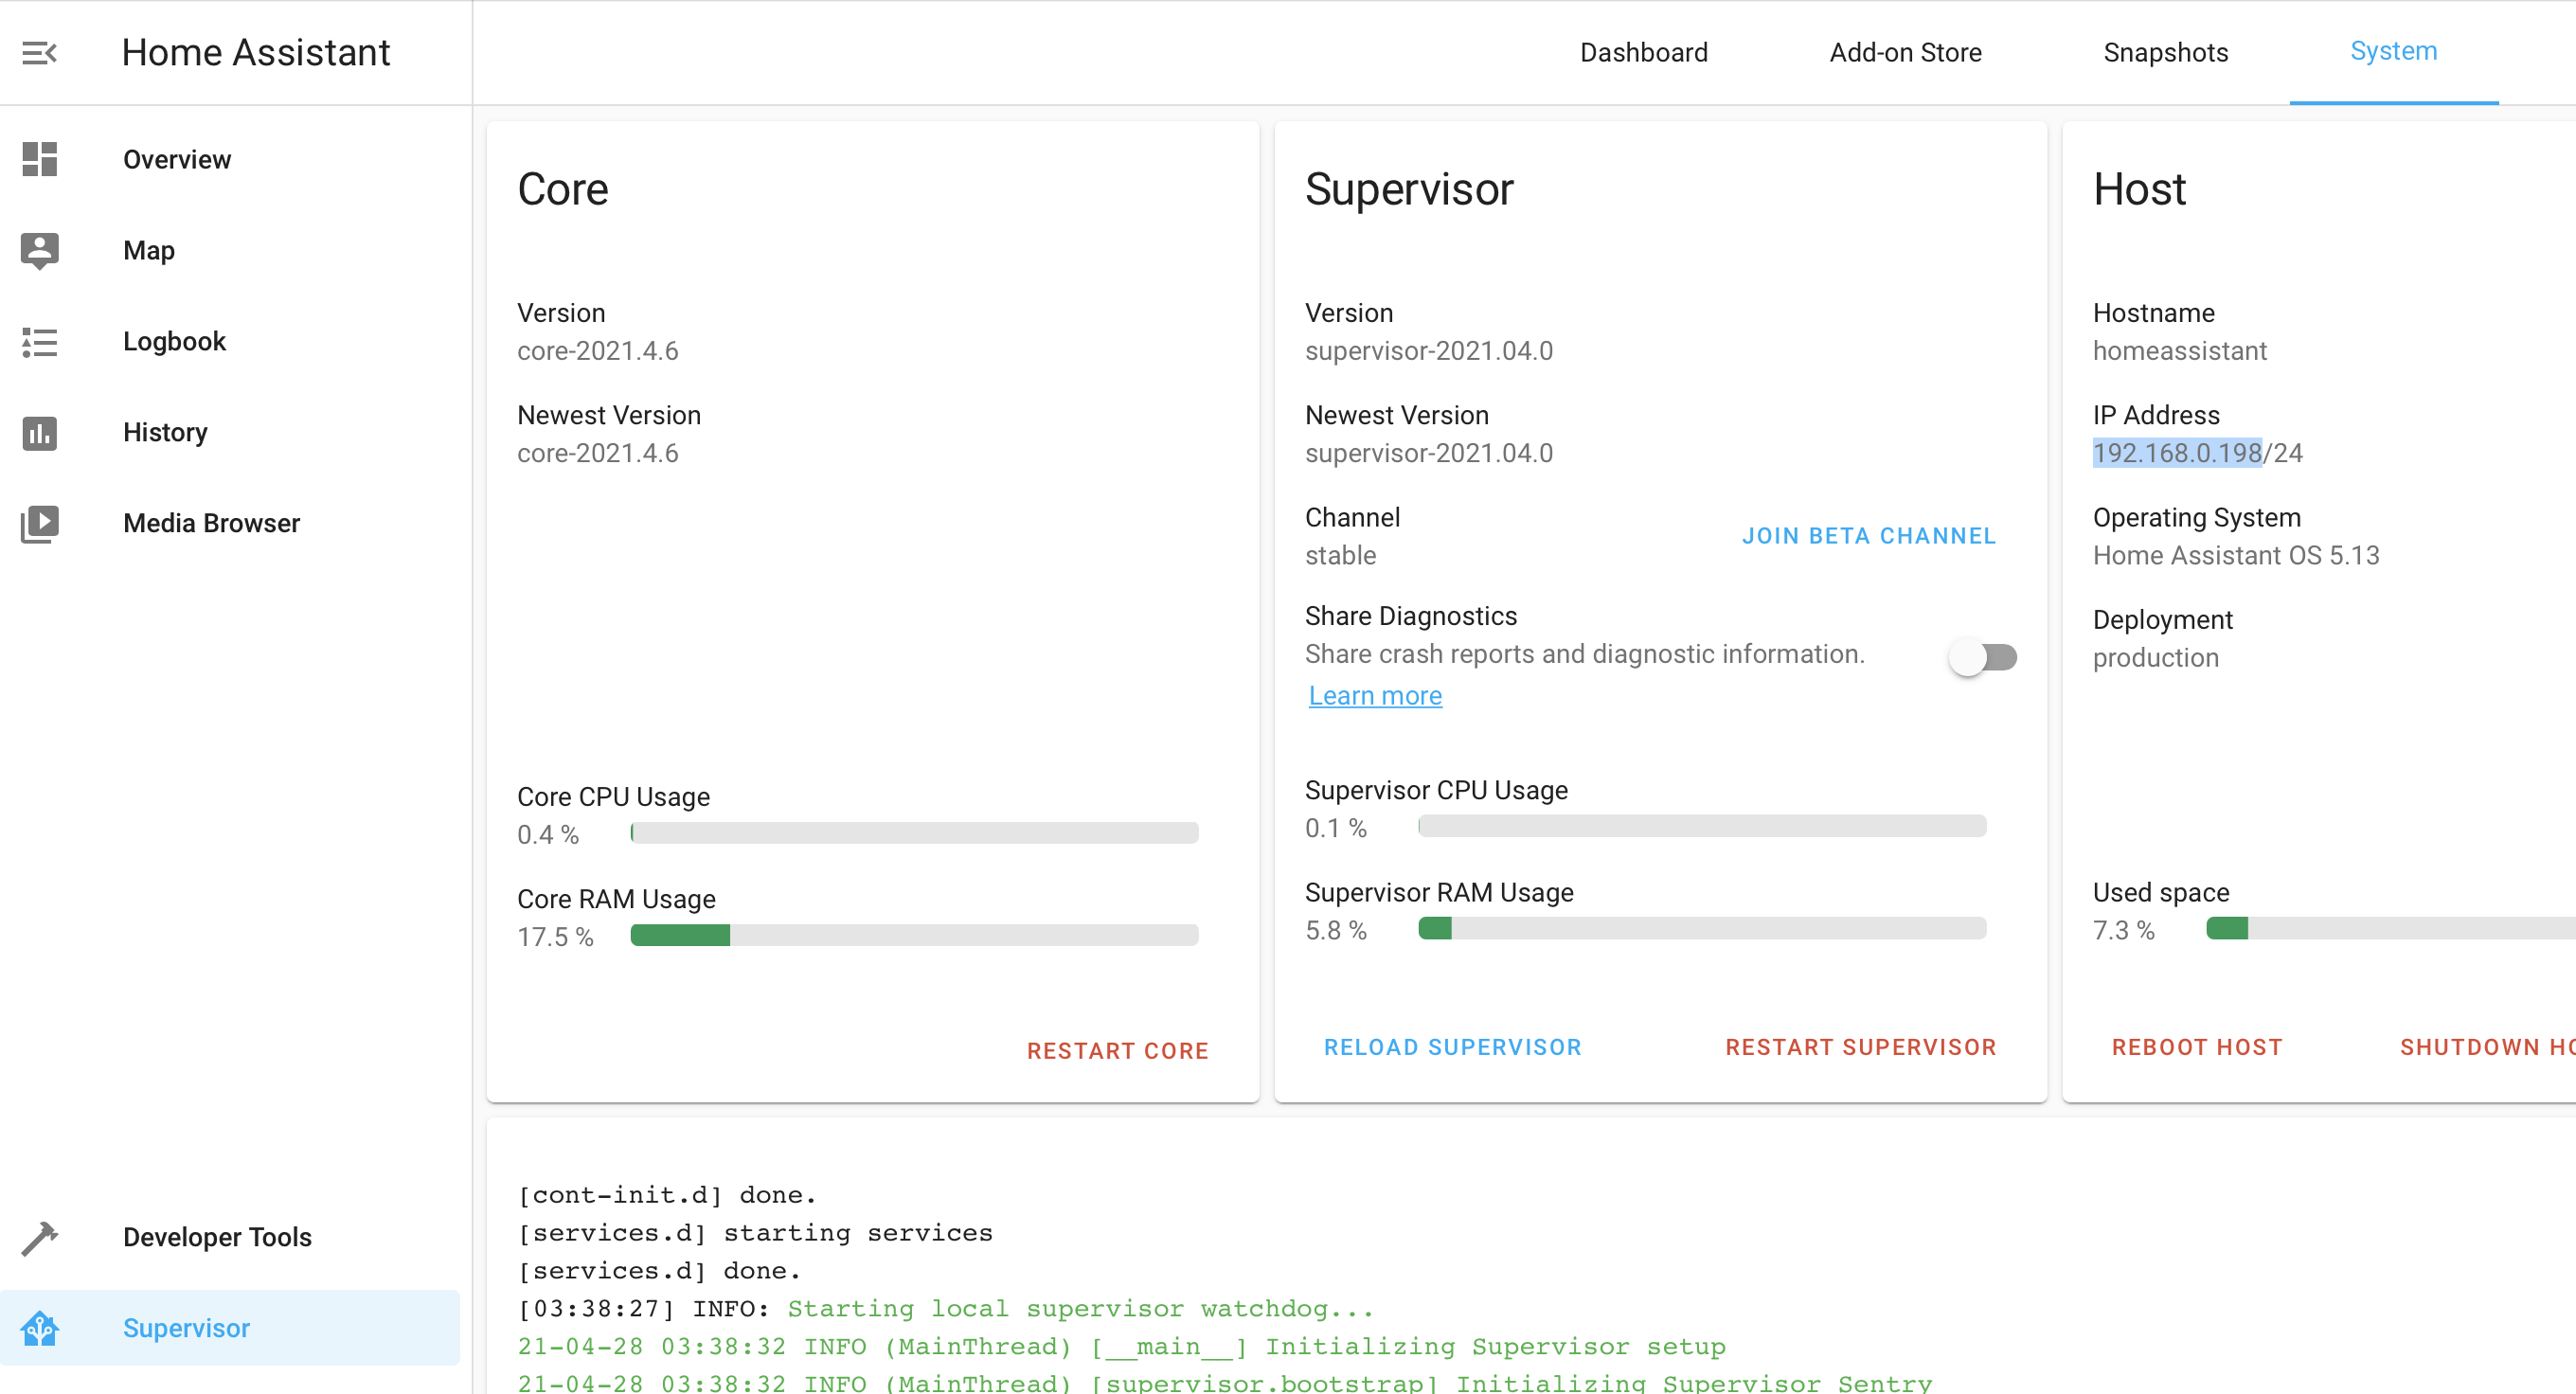 Home Assistant
Dashboard
Add-on Store
Snapshots
System
Overview
Map
Logbook
History
Media Browser
Developer Tools
Supervisor
Core
Version
core-2021.4.6
Newest Version
core-2021.4.6
Core CPU Usage
0.4 %
Core RAM Usage
17.5 %
RESTART CORE
Supervisor
Version
supervisor-2021.04.0
Newest Version
supervisor-2021.04.0
Channel
stable
JOIN BETA CHANNEL
Share Diagnostics
Share crash reports and diagnostic information.
Learn more
Supervisor CPU Usage
0.1 %
Supervisor RAM Usage
5.8 %
RELOAD SUPERVISOR
RESTART SUPERVISOR
Host
Hostname
homeassistant
IP Address
192.168.0.198/24
Operating System
Home Assistant OS 5.13
Deployment
production
Used space
7.3 %
REBOOT HOST
SHUTDOWN
[cont-init.d] done.
[services.d] starting services
[services.d] done.
[03:38:27] INFO: Starting local supervisor watchdog...
21-04-28 03:38:32 INFO (MainThread) [__main__] Initializing Supervisor setup
21-04-28 03:38:32 INFO (MainThread) [supervisor.bootstrap] Initializing Supervisor Sentry